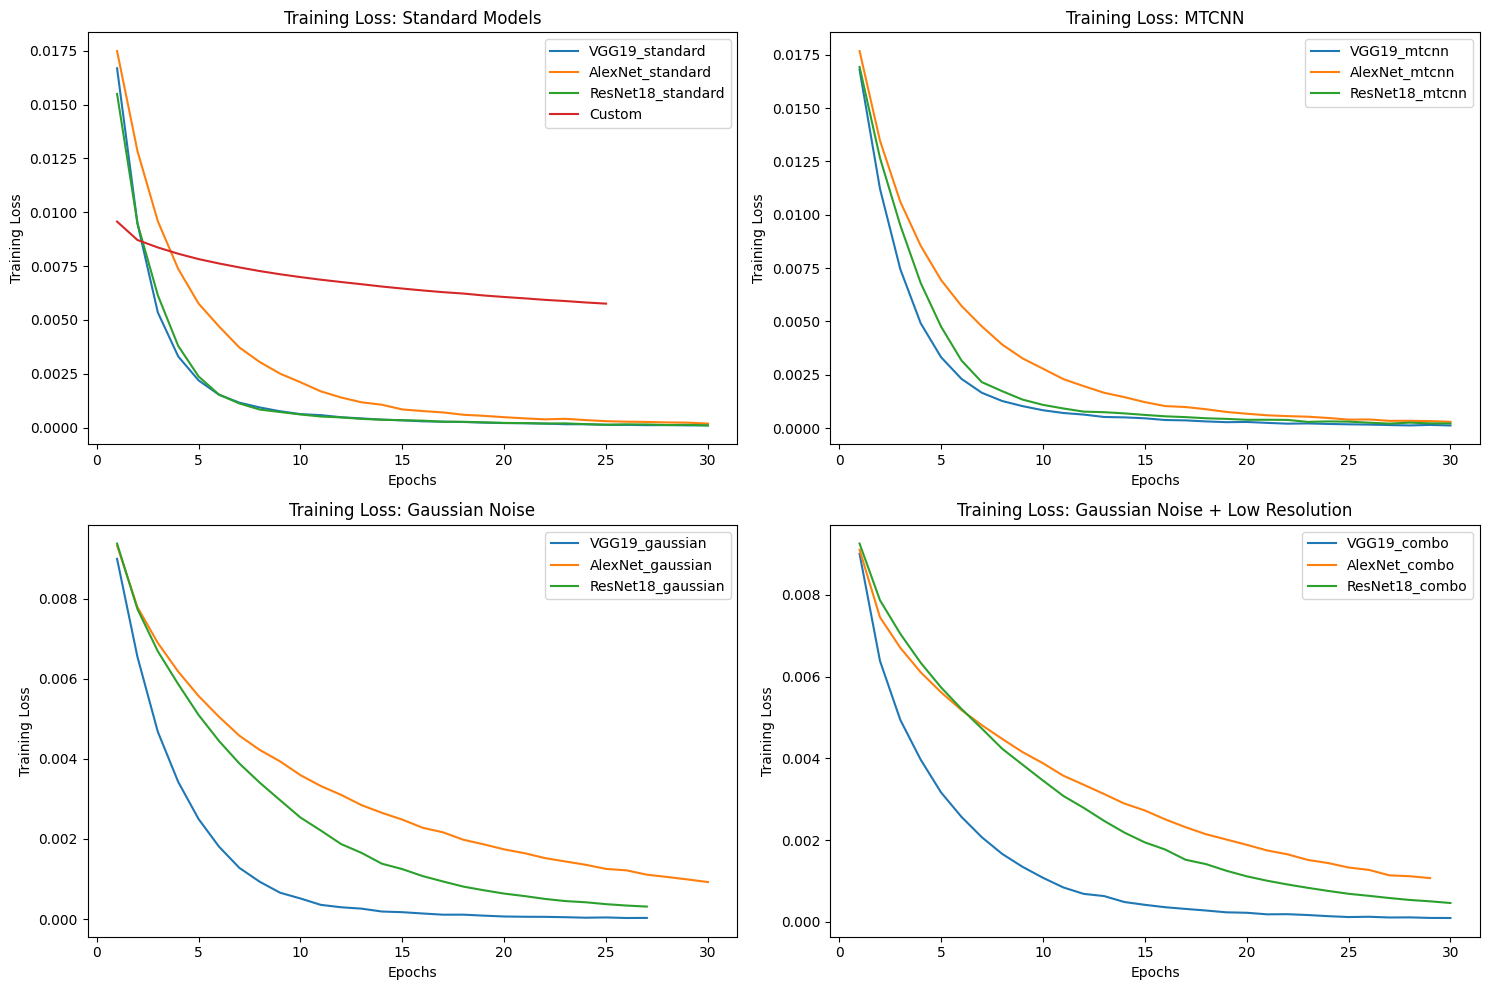 Training Loss: Standard Models
Training Loss
0.0175
0.0150
0.0125
0.0100
0.0075
0.0050
0.0025
0.0000
VGG19_standard
AlexNet_standard
ResNet18_standard
Custom
0 5 10 15 20 25 30
Epochs
Training Loss: MTCNN
Training Loss
0.0175
0.0150
0.0125
0.0100
0.0075
0.0050
0.0025
0.0000
VGG19_mtcnn
AlexNet_mtcnn
ResNet18_mtcnn
0 5 10 15 20 25 30
Epochs
Training Loss: Gaussian Noise
Training Loss
0.008
0.006
0.004
0.002
0.000
VGG19_gaussian
AlexNet_gaussian
ResNet18_gaussian
0 5 10 15 20 25 30
Epochs
Training Loss: Gaussian Noise + Low Resolution
Training Loss
0.008
0.006
0.004
0.002
0.000
VGG19_combo
AlexNet_combo
ResNet18_combo
0 5 10 15 20 25 30
Epochs